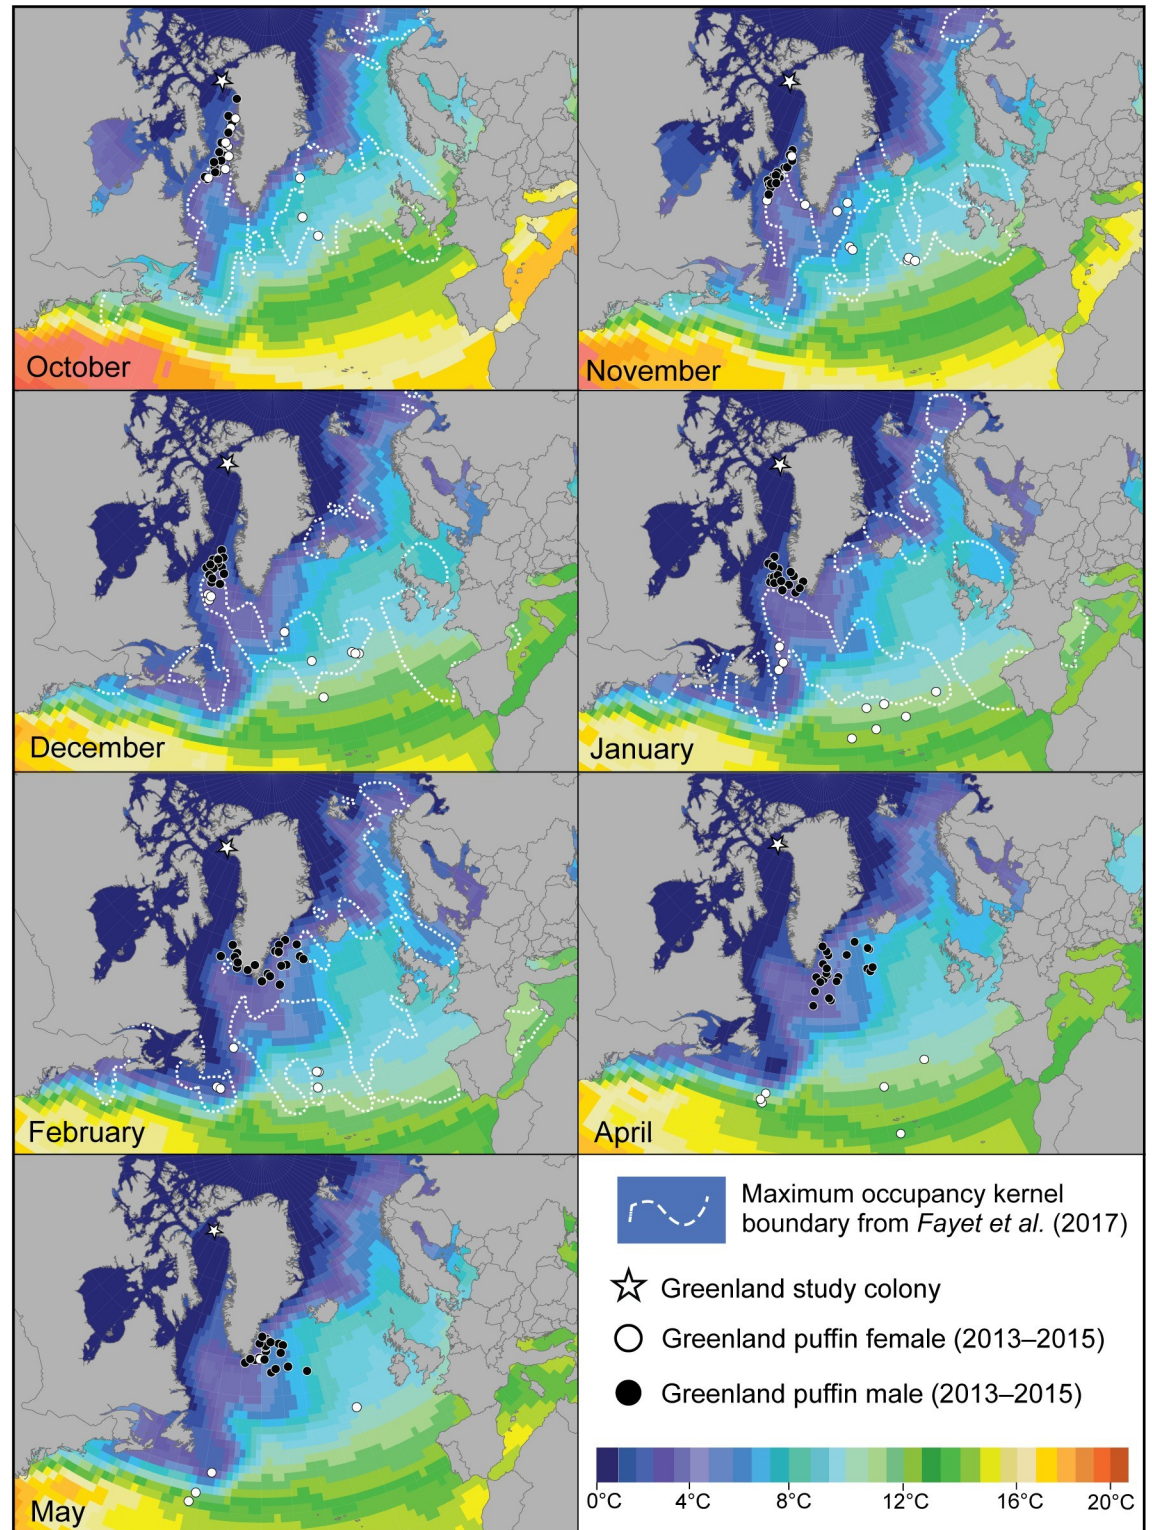 October
November
December
January
February
April
May
Maximum occupancy kernel
boundary from Fayet et al. (2017)
Greenland study colony
Greenland puffin female (2013–2015)
Greenland puffin male (2013–2015)
0°C 4°C 8°C 12°C 16°C 20°C